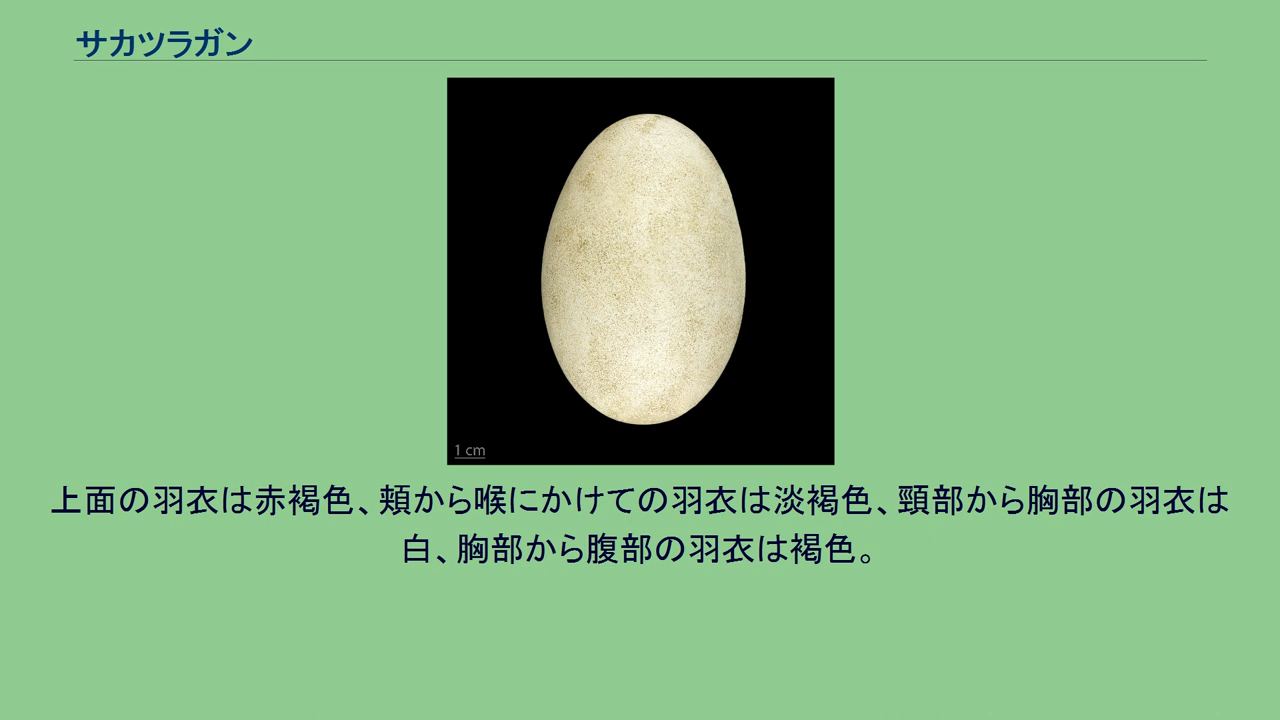 サカツラガン
1 cm
上面の羽衣は赤褐色、頬から喉にかけての羽衣は淡褐色、頸部から胸部の羽衣は
白、胸部から腹部の羽衣は褐色。